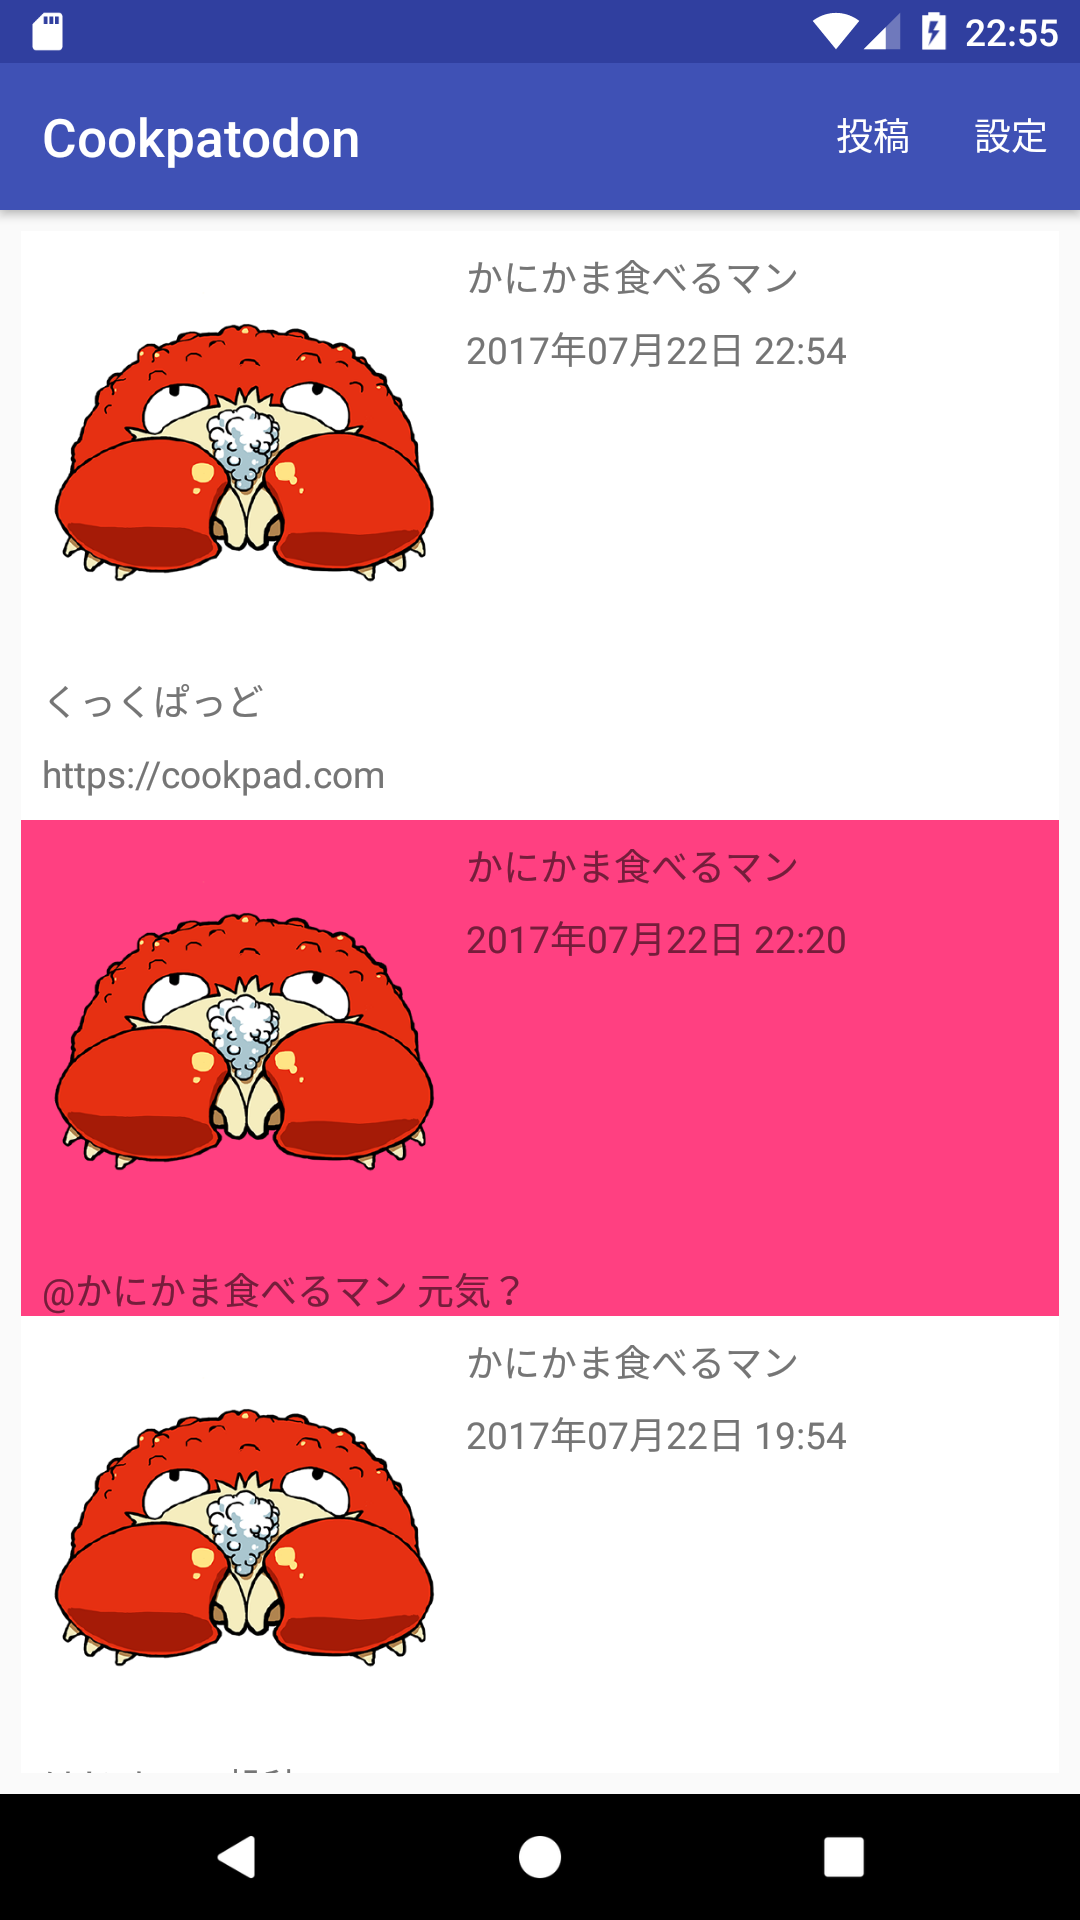 22:55
Cookpatodon
投稿
設定
かにかま食べるマン
2017年07月22日 22:54
くっくぱっど
https://cookpad.com
かにかま食べるマン
2017年07月22日 22:20
@かにかま食べるマン 元気？
かにかま食べるマン
2017年07月22日 19:54